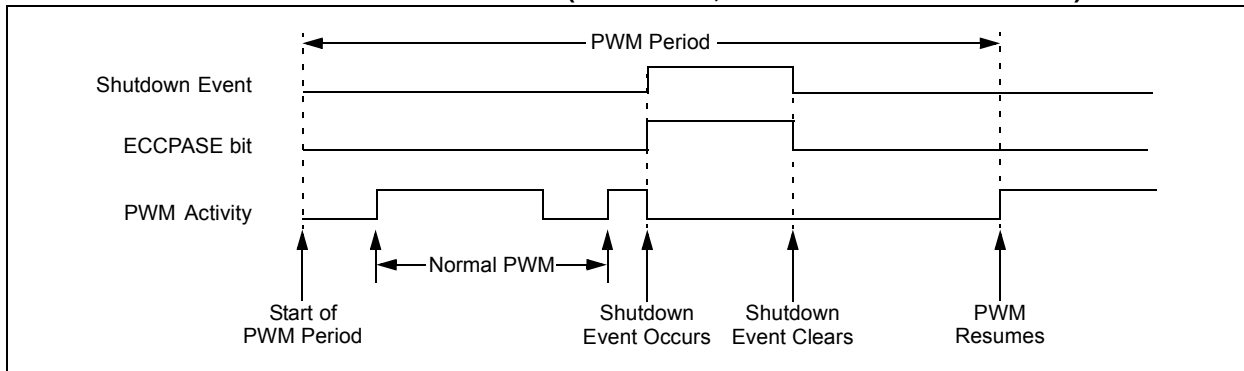 PWM Period
Shutdown Event
ECCPASE bit
PWM Activity
Normal PWM
Start of
PWM Period
Shutdown
Event Occurs
Shutdown
Event Clears
PWM
Resumes